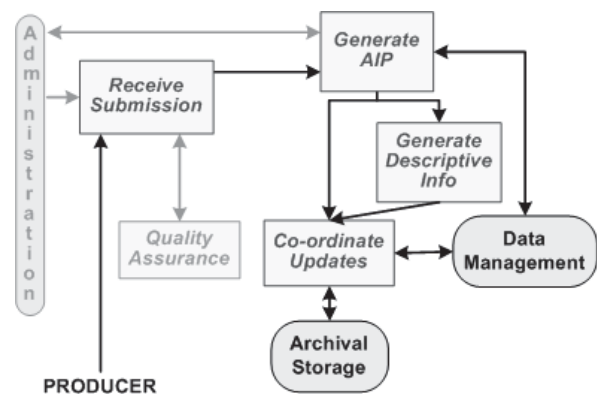 Administration
Generate
AIP
Receive
Submission
Generate
Descriptive
Info
Quality
Assurance
Co-ordinate
Updates
Data
Management
Archival
Storage
PRODUCER